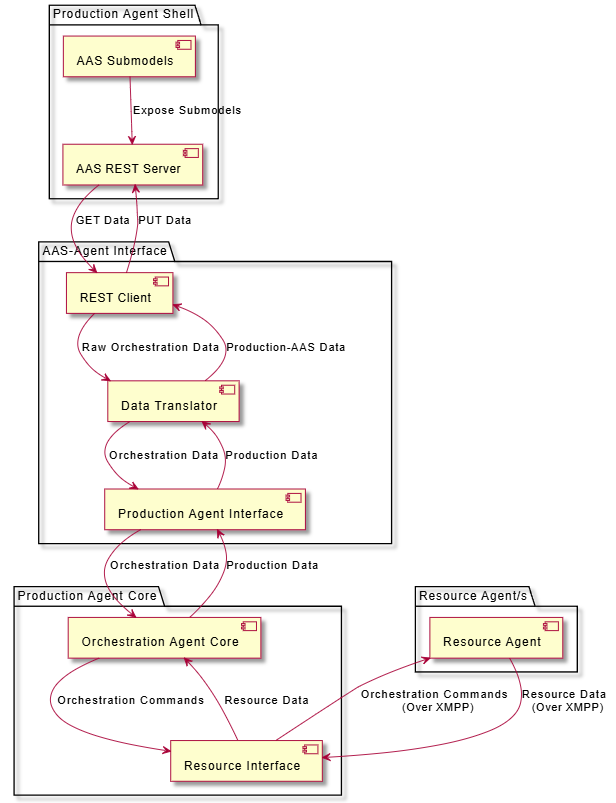 Production Agent Shell
AAS Submodels
Expose Submodels
AAS REST Server
GET Data
PUT Data
AAS-Agent Interface
REST Client
Raw Orchestration Data
Production-AAS Data
Data Translator
Orchestration Data
Production Data
Production Agent Interface
Orchestration Data
Production Data
Production Agent Core
Resource Agent/s
Orchestration Agent Core
Resource Agent
Orchestration Commands
Resource Data
Orchestration Commands
(Over XMPP)
Resource Data
(Over XMPP)
Resource Interface